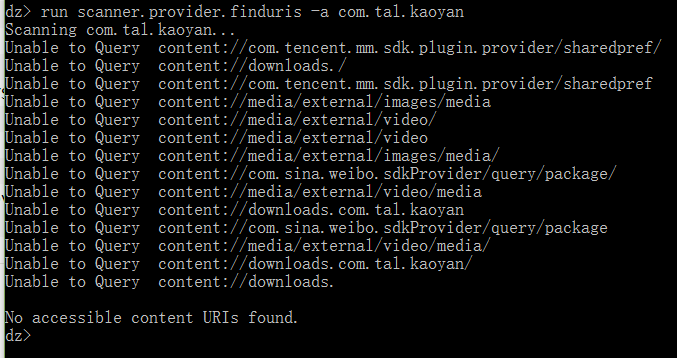 dz> run scanner.provider.finduris -a com.tal.kaoyan
Scanning com.tal.kaoyan...
Unable to Query  content://com.tencent.mm.sdk.plugin.provider/sharedpref/
Unable to Query  content://downloads./
Unable to Query  content://com.tencent.mm.sdk.plugin.provider/sharedpref
Unable to Query  content://media/external/images/media
Unable to Query  content://media/external/video/
Unable to Query  content://media/external/video
Unable to Query  content://media/external/images/media/
Unable to Query  content://com.sina.weibo.sdkProvider/query/package/
Unable to Query  content://media/external/video/media
Unable to Query  content://downloads.com.tal.kaoyan
Unable to Query  content://com.sina.weibo.sdkProvider/query/package
Unable to Query  content://media/external/video/media/
Unable to Query  content://downloads.com.tal.kaoyan/
Unable to Query  content://downloads.
No accessible content URIs found.
dz>